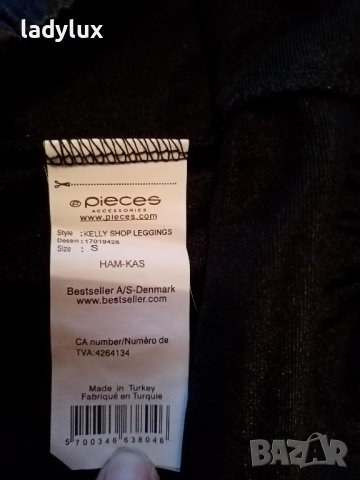 ladylux
pieces
ACCESSORIES
www.pieces.com
Style : KELLY SHOP LEGGINGS
Dessin: 17019426
Size : S
HAM-KAS
Bestseller A/S-Denmark
www.bestseller.com
CA number/Numéro de
TVA:4264134
Made in Turkey
Fabriqué en Turquie
5 700346 638046
BAZAR